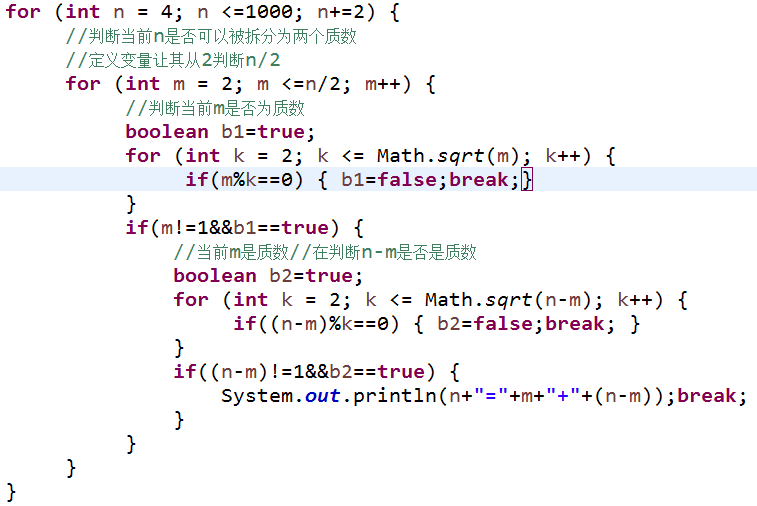 for (int n = 4; n <=1000; n+=2) {
    //判断当前n是否可以被拆分为两个质数
    //定义变量让其从2判断n/2
    for (int m = 2; m <=n/2; m++) {
        //判断当前m是否为质数
        boolean b1=true;
        for (int k = 2; k <= Math.sqrt(m); k++) {
            if(m%k==0) { b1=false;break;}
        }
        if(m!=1&&b1==true) {
            //当前m是质数//在判断n-m是否是质数
            boolean b2=true;
            for (int k = 2; k <= Math.sqrt(n-m); k++) {
                if((n-m)%k==0) { b2=false;break; }
            }
            if((n-m)!=1&&b2==true) {
                System.out.println(n+"="+m+"+"+(n-m));break;
            }
        }
    }
}